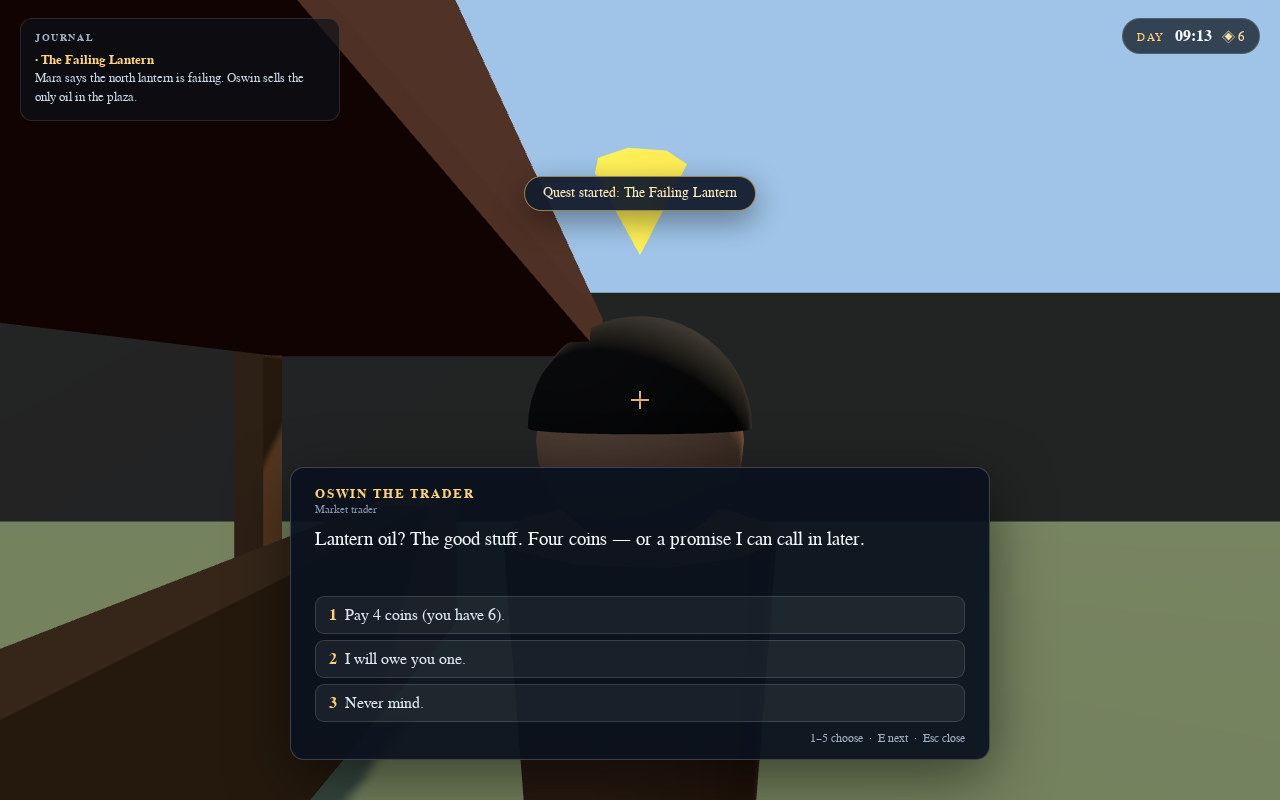 JOURNAL
· The Failing Lantern
Mara says the north lantern is failing. Oswin sells the
only oil in the plaza.
DAY 09:13 ◈ 6
Quest started: The Failing Lantern
OSWIN THE TRADER
Market trader
Lantern oil? The good stuff. Four coins — or a promise I can call in later.
1 Pay 4 coins (you have 6).
2 I will owe you one.
3 Never mind.
1–5 choose · E next · Esc close